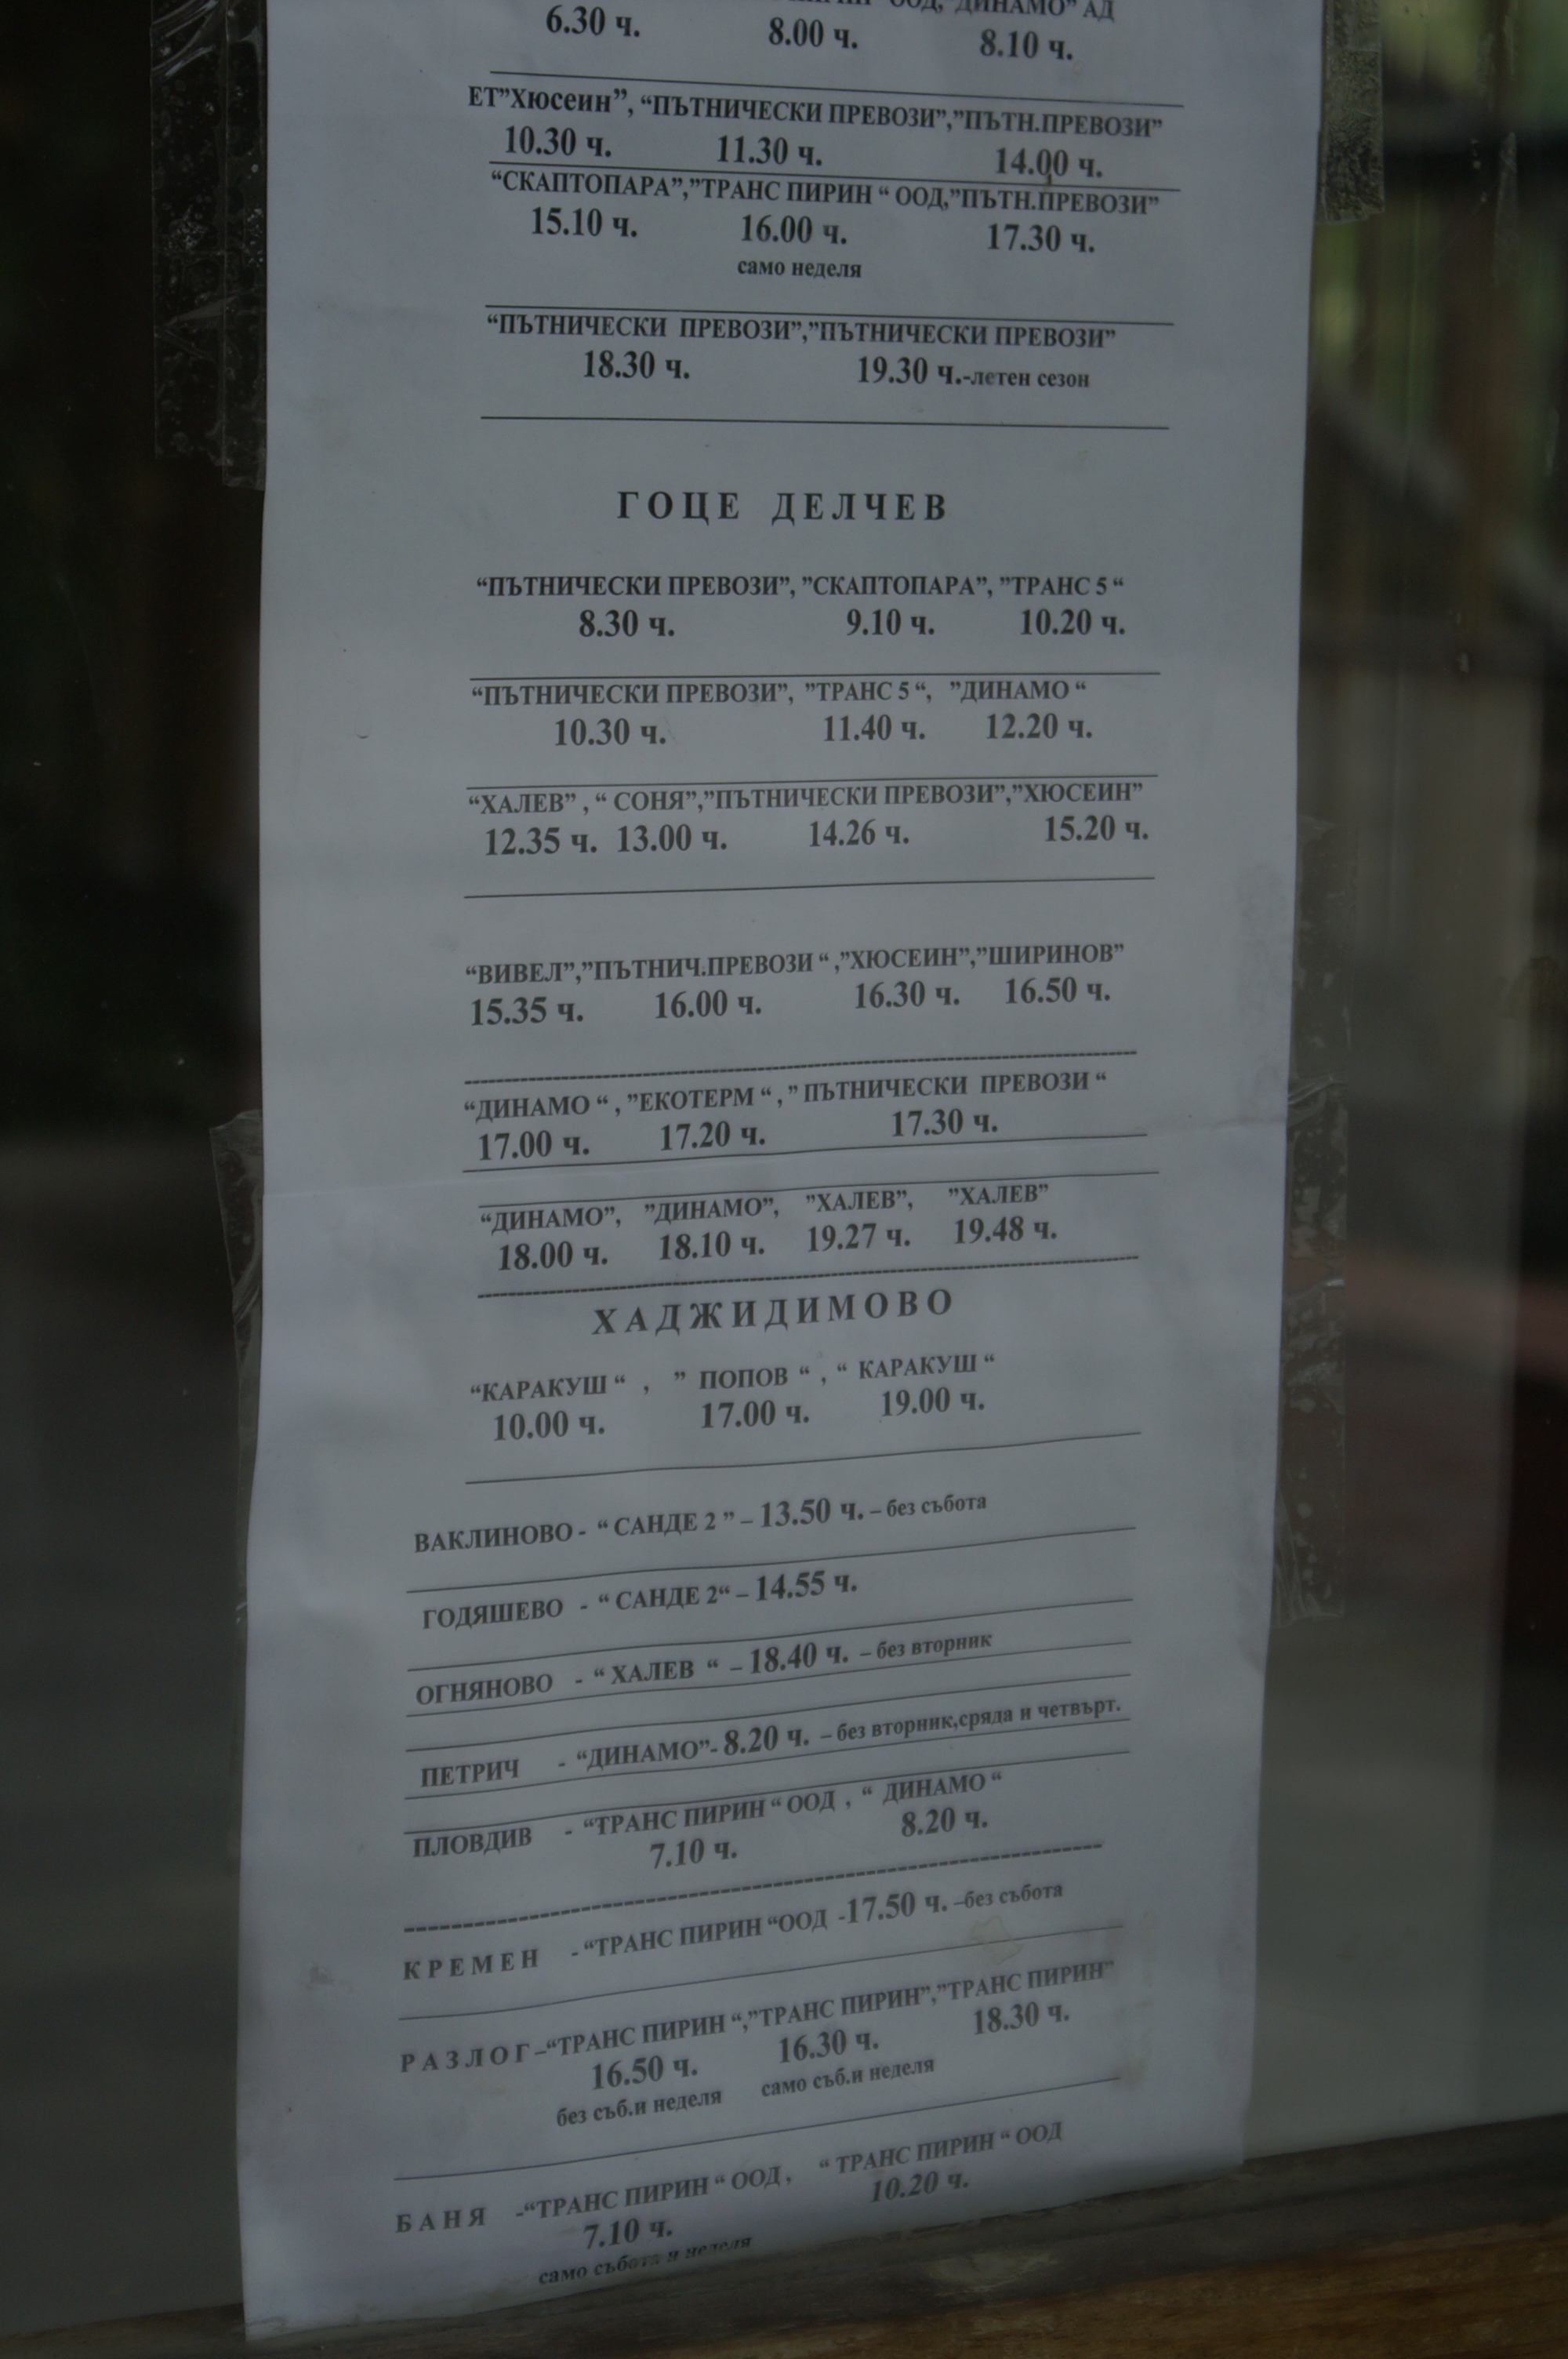 ООД, "ДИНАМО" АД
6.30 ч. 8.00 ч. 8.10 ч.
ЕТ"Хюсеин", “ПЪТНИЧЕСКИ ПРЕВОЗИ”,”ПЪТН.ПРЕВОЗИ”
10.30 ч. 11.30 ч. 14.00 ч.
“СКАПТОПАРА”,”ТРАНС ПИРИН “ ООД,”ПЪТН.ПРЕВОЗИ”
15.10 ч. 16.00 ч. 17.30 ч.
само неделя
“ПЪТНИЧЕСКИ ПРЕВОЗИ”,”ПЪТНИЧЕСКИ ПРЕВОЗИ”
18.30 ч. 19.30 ч.-летен сезон
ГОЦЕ ДЕЛЧЕВ
“ПЪТНИЧЕСКИ ПРЕВОЗИ”, ”СКАПТОПАРА”, ”ТРАНС 5 “
8.30 ч. 9.10 ч. 10.20 ч.
“ПЪТНИЧЕСКИ ПРЕВОЗИ”, ”ТРАНС 5 “, ”ДИНАМО “
10.30 ч. 11.40 ч. 12.20 ч.
“ХАЛЕВ” , “ СОНЯ”,”ПЪТНИЧЕСКИ ПРЕВОЗИ”,”ХЮСЕИН”
12.35 ч. 13.00 ч. 14.26 ч. 15.20 ч.
“ВИВЕЛ”,”ПЪТНИЧ.ПРЕВОЗИ “ ,”ХЮСЕИН”,”ШИРИНОВ”
15.35 ч. 16.00 ч. 16.30 ч. 16.50 ч.
“ДИНАМО “ , ”ЕКОТЕРМ “ , ” ПЪТНИЧЕСКИ ПРЕВОЗИ “
17.00 ч. 17.20 ч. 17.30 ч.
“ДИНАМО”, ”ДИНАМО”, ”ХАЛЕВ”, ”ХАЛЕВ”
18.00 ч. 18.10 ч. 19.27 ч. 19.48 ч.
ХАДЖИДИМОВО
“КАРАКУШ “ , ” ПОПОВ “ , “ КАРАКУШ “
10.00 ч. 17.00 ч. 19.00 ч.
ВАКЛИНОВО - “ САНДЕ 2 ” – 13.50 ч. – без събота
ГОДЯШЕВО - “ САНДЕ 2“ – 14.55 ч.
ОГНЯНОВО - “ ХАЛЕВ “ – 18.40 ч. – без вторник
ПЕТРИЧ - “ДИНАМО”- 8.20 ч. – без вторник,сряда и четвърт.
ПЛОВДИВ - “ТРАНС ПИРИН “ ООД , “ ДИНАМО “
7.10 ч. 8.20 ч.
КРЕМЕН - “ТРАНС ПИРИН “ООД -17.50 ч. –без събота
РАЗЛОГ–“ТРАНС ПИРИН “,”ТРАНС ПИРИН”,”ТРАНС ПИРИН”
16.50 ч. 16.30 ч. 18.30 ч.
без съб.и неделя само съб.и неделя
БАНЯ -“ТРАНС ПИРИН “ ООД , “ ТРАНС ПИРИН “ ООД
7.10 ч. 10.20 ч.
само събота и неделя